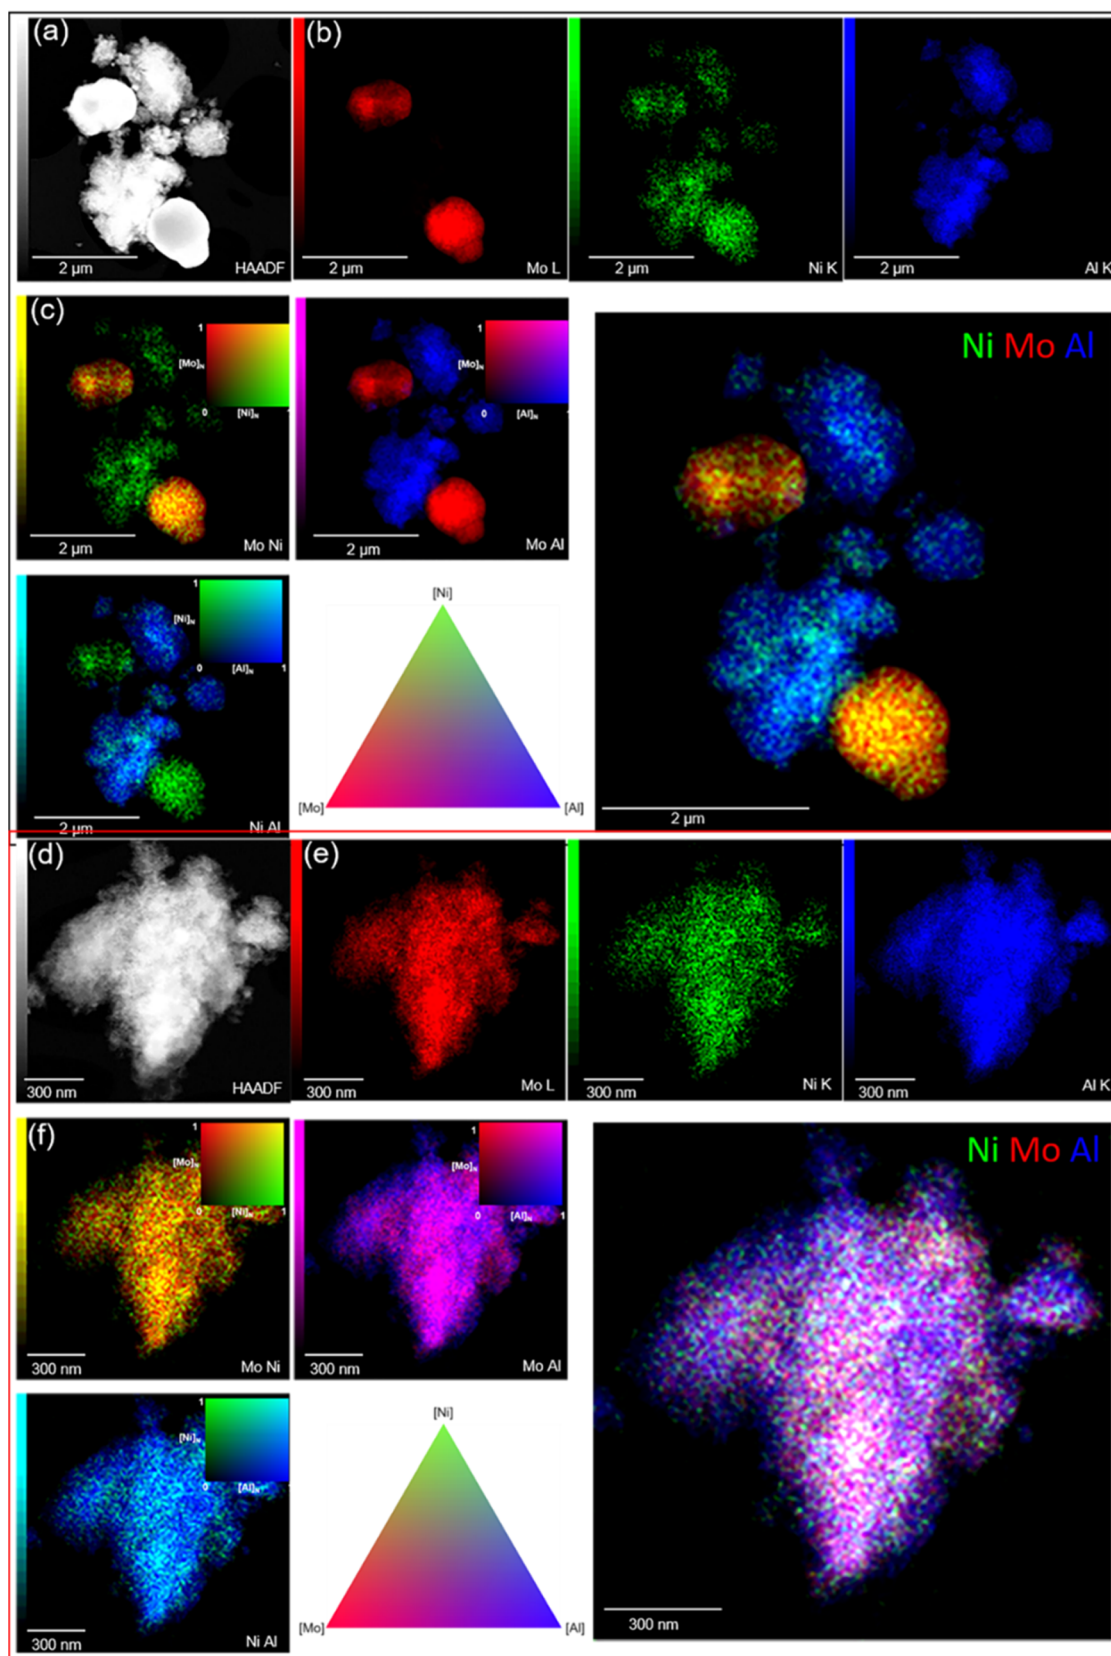 (a)
2 µm
HAADF
(b)
2 µm
Mo L
2 µm
Ni K
2 µm
Al K
(c)
1
[Mo]N
0
[Ni]N
1
2 µm
Mo Ni
1
[Mo]N
0
[Al]N
1
2 µm
Mo Al
Ni Mo Al
2 µm
1
[Ni]N
0
[Al]N
1
2 µm
Ni Al
[Ni]
[Mo]
[Al]
(d)
300 nm
HAADF
(e)
300 nm
Mo L
300 nm
Ni K
300 nm
Al K
(f)
1
[Mo]N
0
[Ni]N
1
300 nm
Mo Ni
1
[Mo]N
0
[Al]N
1
300 nm
Mo Al
Ni Mo Al
300 nm
1
[Ni]N
0
[Al]N
1
300 nm
Ni Al
[Ni]
[Mo]
[Al]